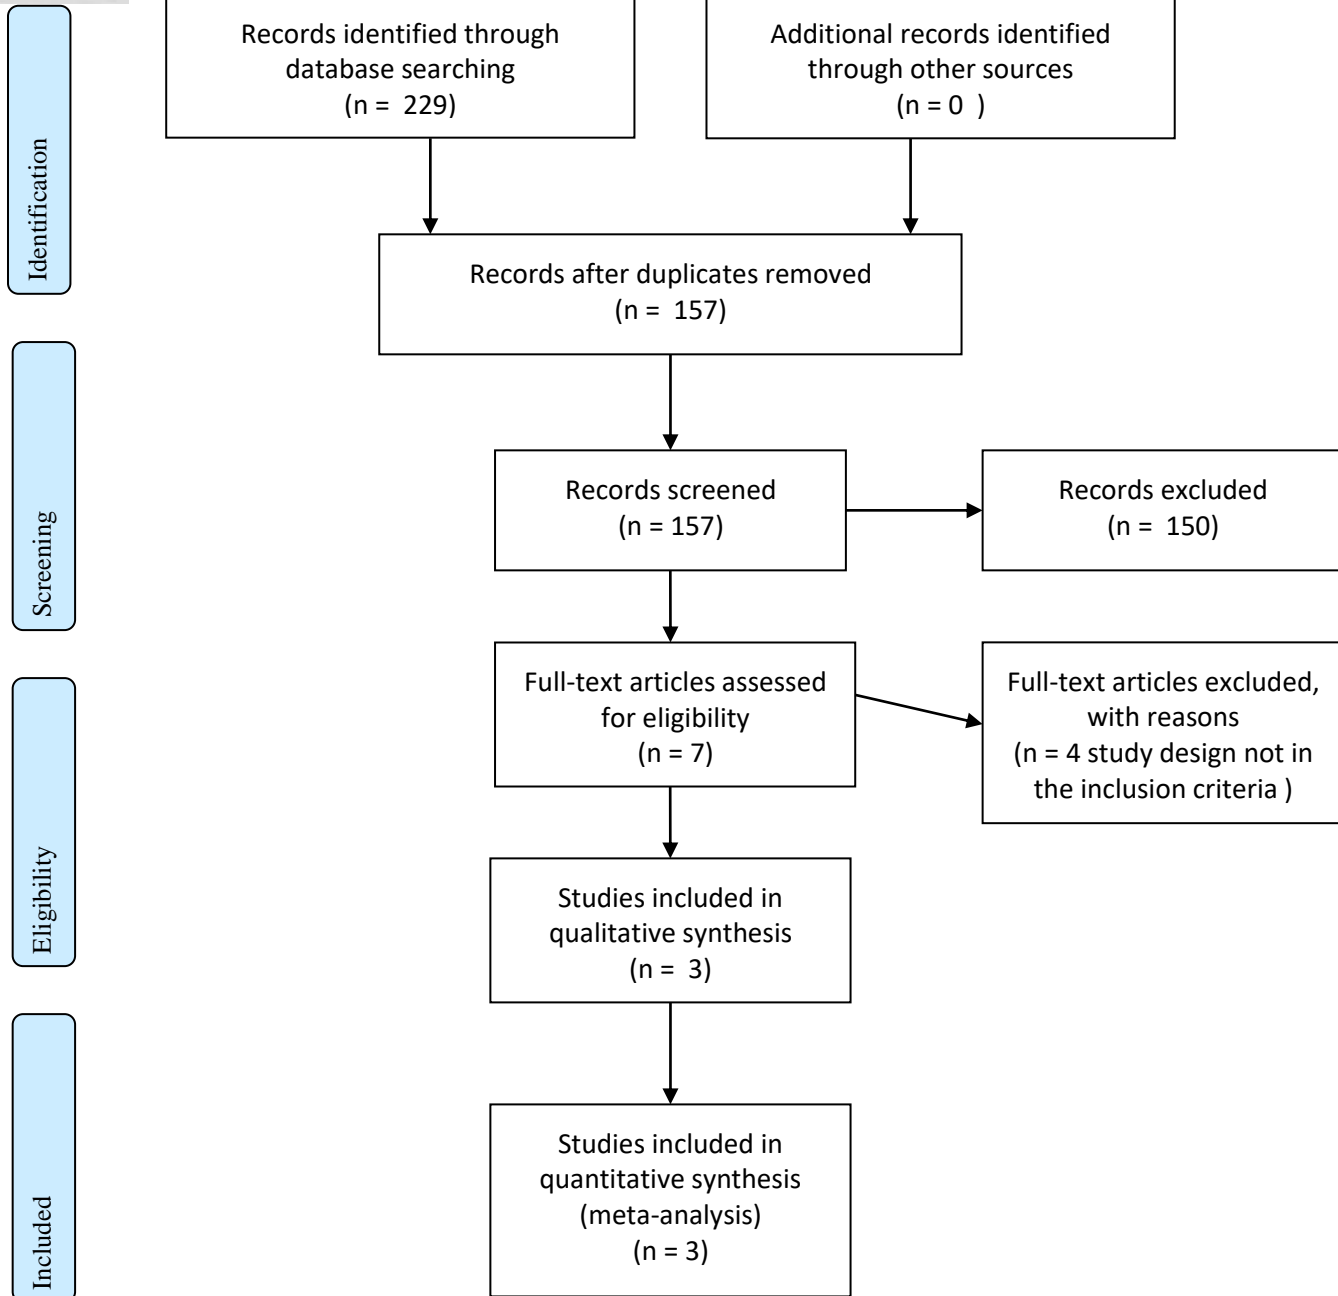 Records identified through
database searching
(n =  229)
Additional records identified
through other sources
(n = 0  )
Identification
Records after duplicates removed
(n =  157)
Screening
Records screened
(n = 157)
Records excluded
(n =  150)
Eligibility
Full-text articles assessed
for eligibility
(n = 7)
Full-text articles excluded,
with reasons
(n = 4 study design not in
the inclusion criteria )
Studies included in
qualitative synthesis
(n =  3)
Included
Studies included in
quantitative synthesis
(meta-analysis)
(n = 3)